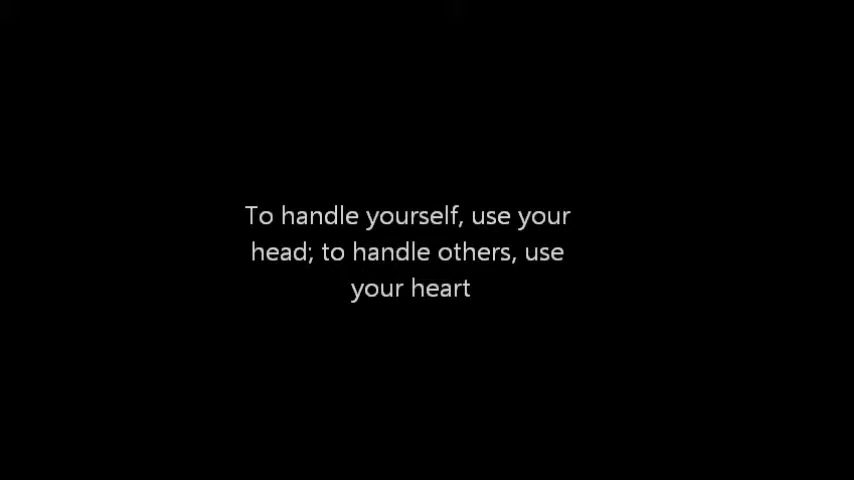 To handle yourself, use your
head; to handle others, use
your heart